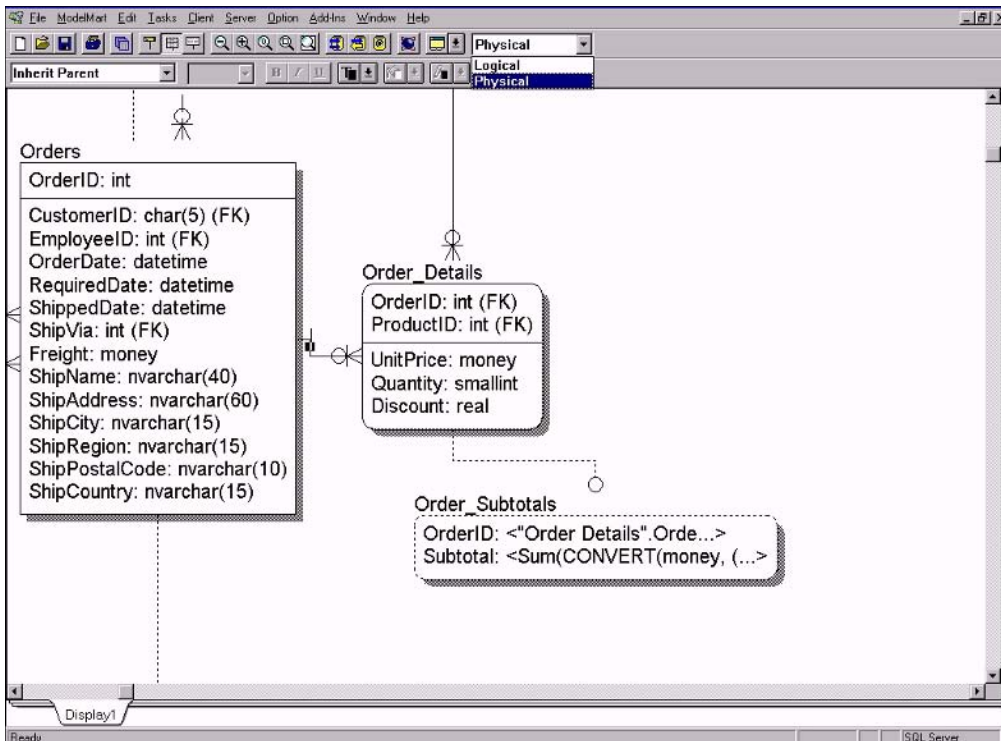 File ModelMart Edit Tasks Client Server Option Add-Ins Window Help
Physical
Inherit Parent
B I U
Logical
Physical
Orders
OrderID: int
CustomerID: char(5) (FK)
EmployeeID: int (FK)
OrderDate: datetime
RequiredDate: datetime
ShippedDate: datetime
ShipVia: int (FK)
Freight: money
ShipName: nvarchar(40)
ShipAddress: nvarchar(60)
ShipCity: nvarchar(15)
ShipRegion: nvarchar(15)
ShipPostalCode: nvarchar(10)
ShipCountry: nvarchar(15)
Order_Details
OrderID: int (FK)
ProductID: int (FK)
UnitPrice: money
Quantity: smallint
Discount: real
Order_Subtotals
OrderID: <"Order Details".Orde...>
Subtotal: <Sum(CONVERT(money, (...>
Display1
Ready
SQL Server